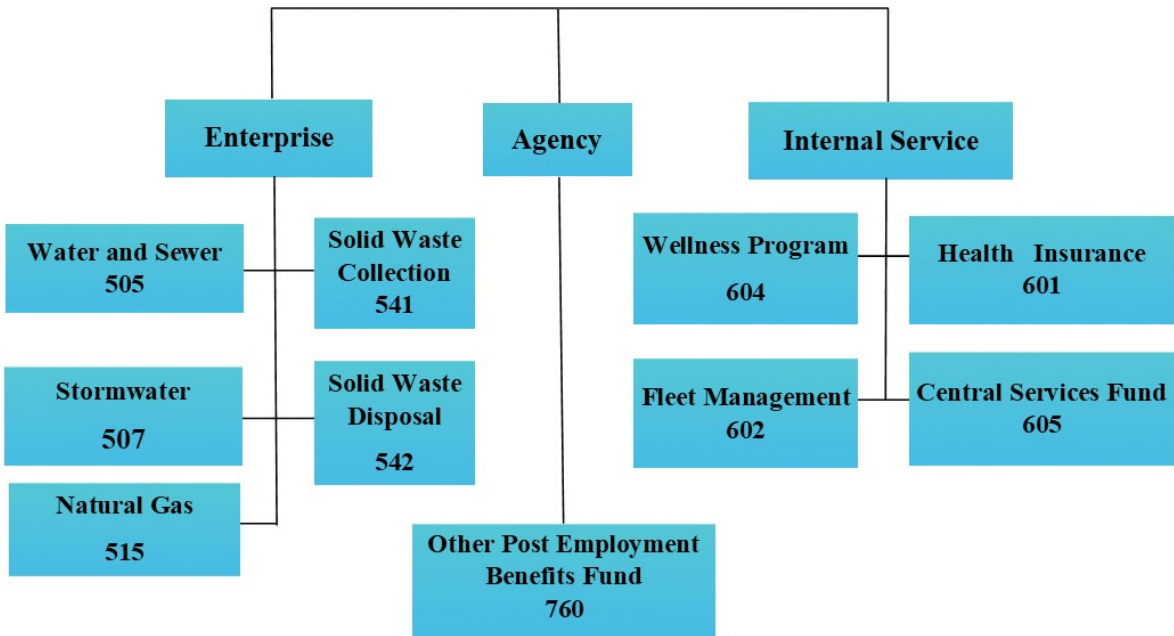 Enterprise
Agency
Internal Service
Water and Sewer
505
Solid Waste
Collection
541
Wellness Program
604
Health Insurance
601
Stormwater
507
Solid Waste
Disposal
542
Fleet Management
602
Central Services Fund
605
Natural Gas
515
Other Post Employment
Benefits Fund
760